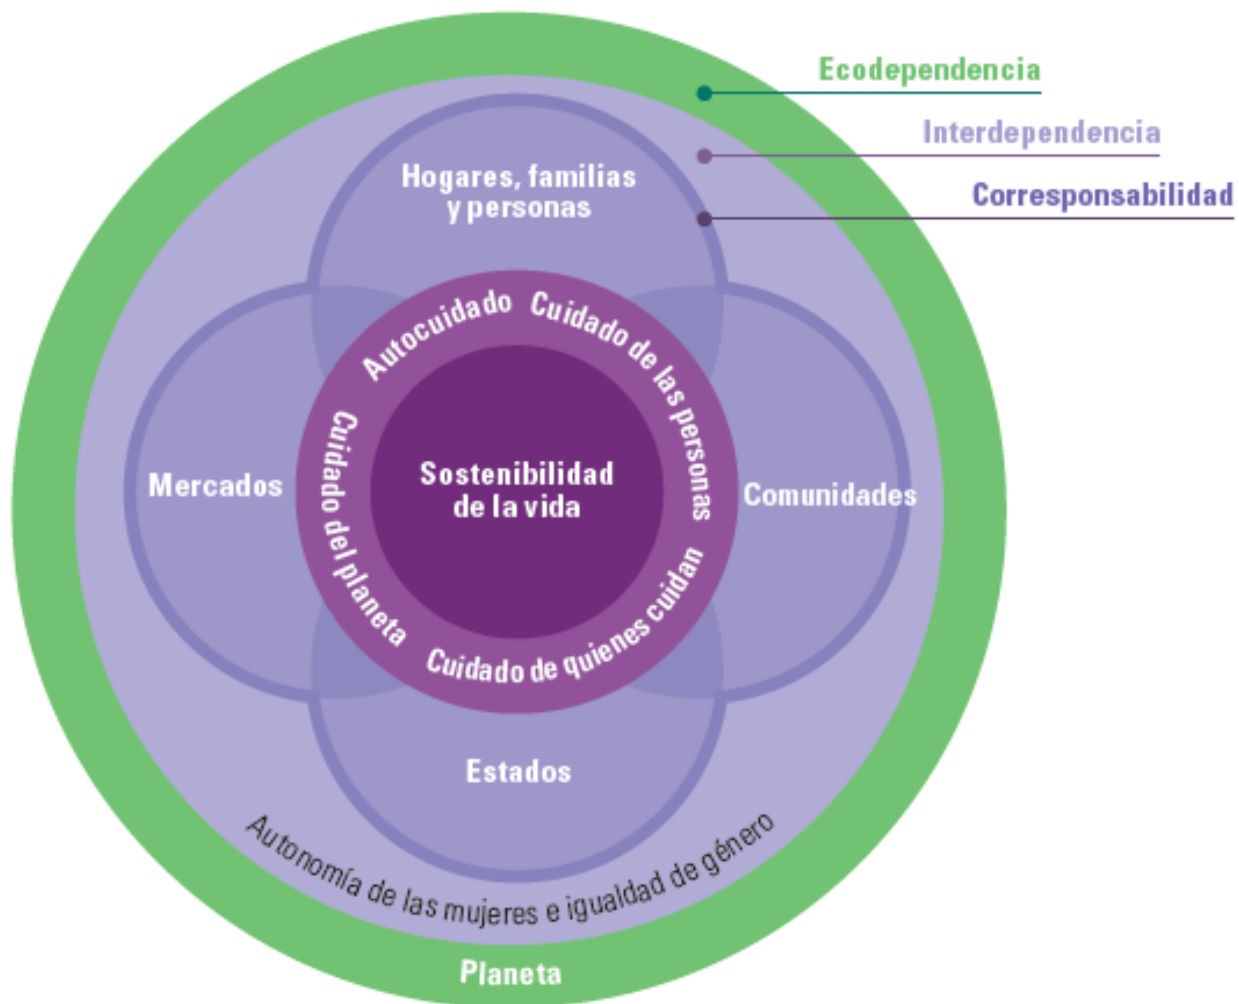 Ecodependencia
Interdependencia
Corresponsabilidad
Hogares, familias
y personas
Autocuidado
Cuidado de las personas
Mercados
Cuidado del planeta
Sostenibilidad
de la vida
Comunidades
Cuidado de quienes cuidan
Estados
Autonomía de las mujeres e igualdad de género
Planeta